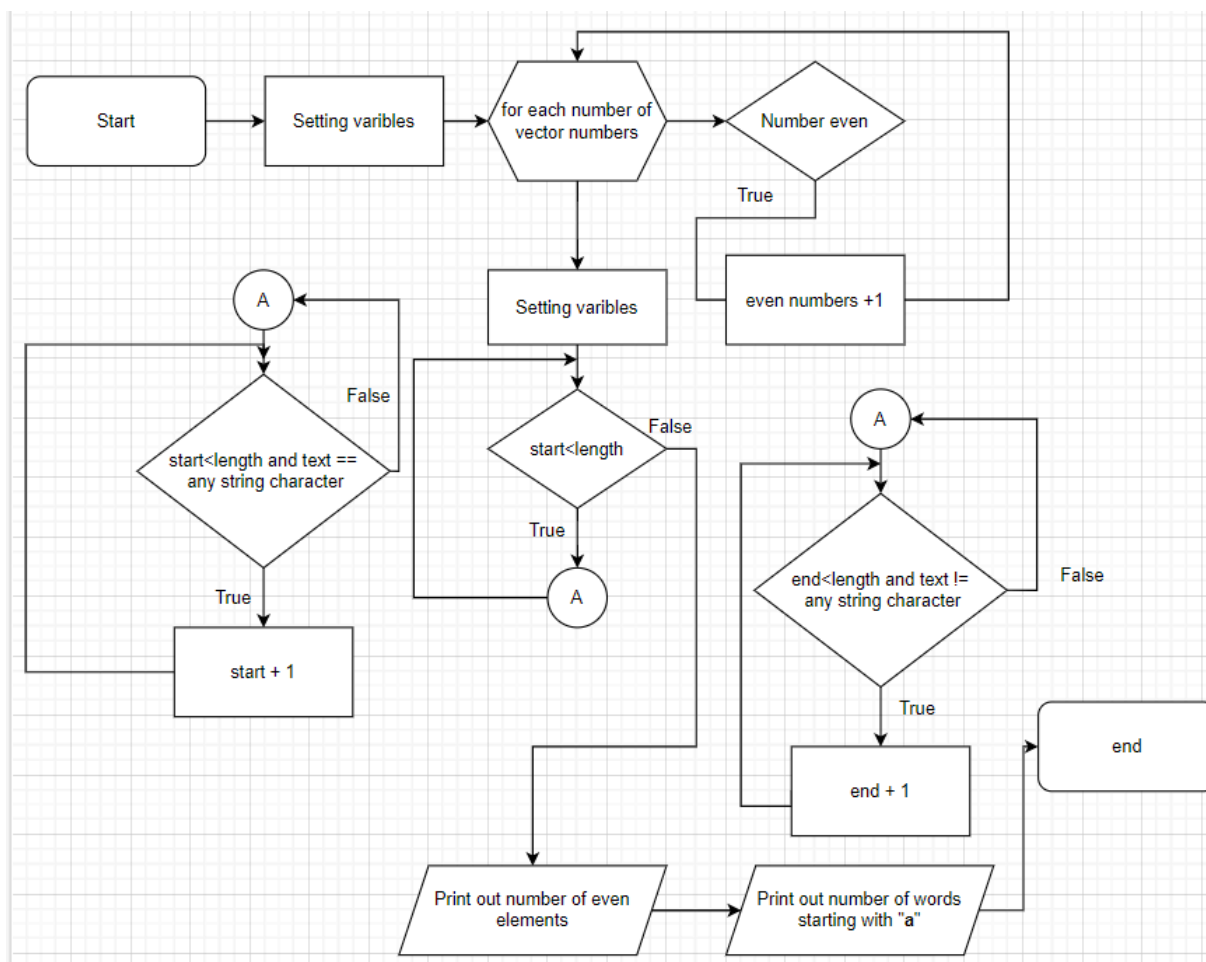 Start
Setting varibles
for each number of
vector numbers
Number even
True
even numbers +1
Setting varibles
A
False
start<length and text ==
any string character
True
start + 1
start<length
False
True
A
A
end<length and text !=
any string character
False
True
end + 1
end
Print out number of even
elements
Print out number of words
starting with "a"